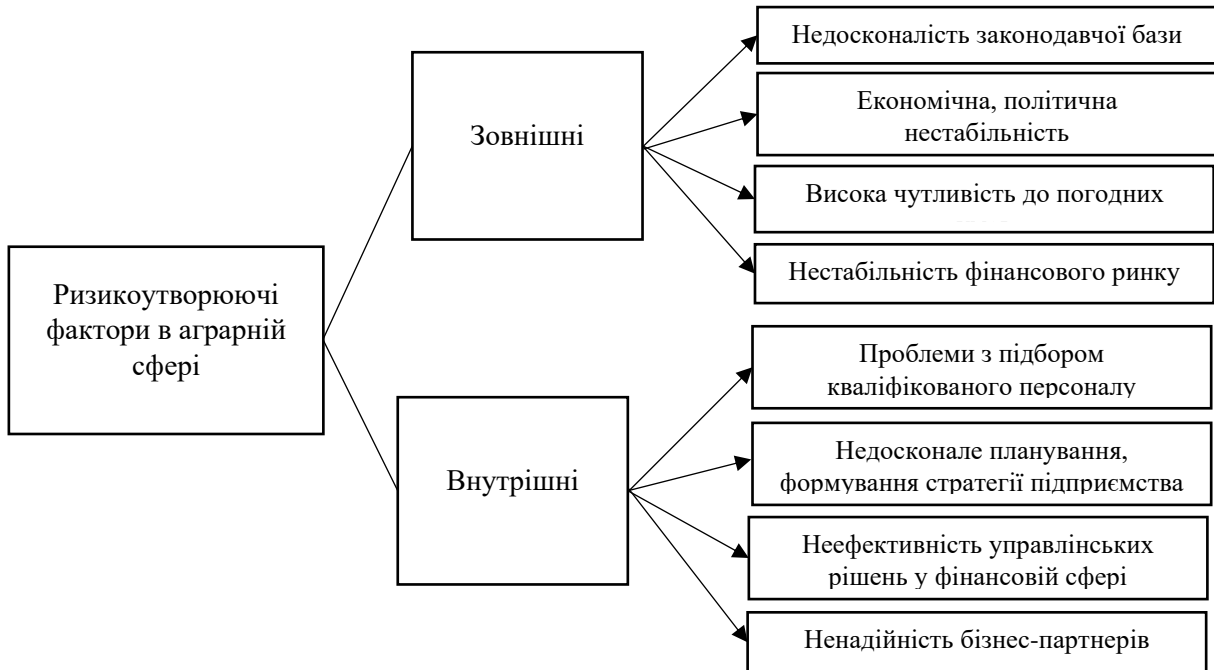 Ризикоутворюючі
фактори в аграрній
сфері
Зовнішні
Недосконалість законодавчої бази
Економічна, політична
нестабільність
Висока чутливість до погодних
Нестабільність фінансового ринку
Внутрішні
Проблеми з підбором
кваліфікованого персоналу
Недосконале планування,
формування стратегії підприємства
Неефективність управлінських
рішень у фінансовій сфері
Ненадійність бізнес-партнерів